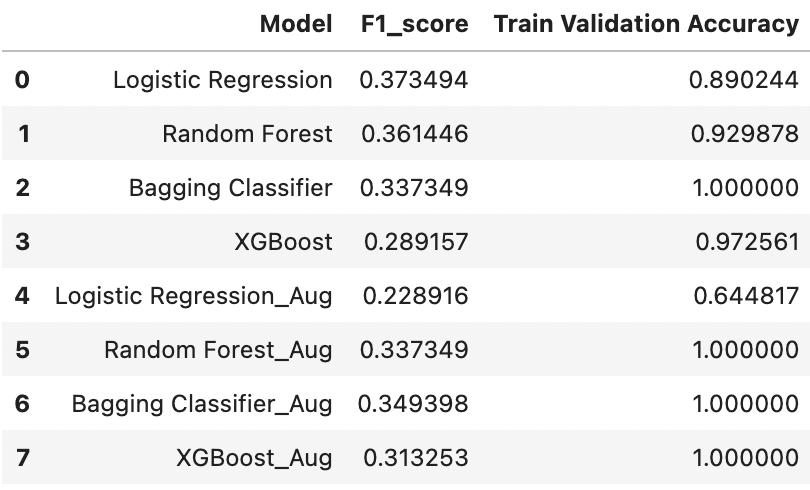 Model F1_score Train Validation Accuracy
0 Logistic Regression 0.373494 0.890244
1 Random Forest 0.361446 0.929878
2 Bagging Classifier 0.337349 1.000000
3 XGBoost 0.289157 0.972561
4 Logistic Regression_Aug 0.228916 0.644817
5 Random Forest_Aug 0.337349 1.000000
6 Bagging Classifier_Aug 0.349398 1.000000
7 XGBoost_Aug 0.313253 1.000000